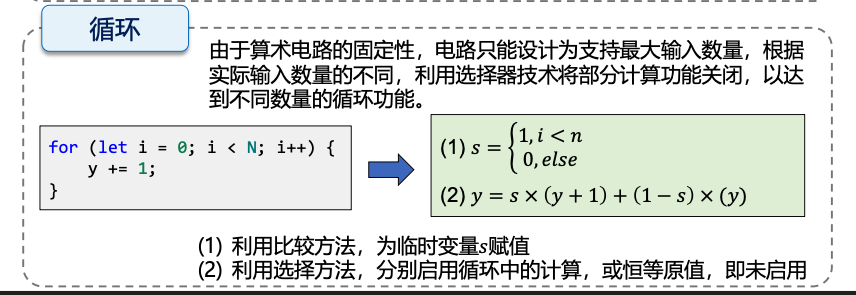 循环
由于算术电路的固定性，电路只能设计为支持最大输入数量，根据
实际输入数量的不同，利用选择器技术将部分计算功能关闭，以达
到不同数量的循环功能。
for (let i = 0; i < N; i++) {
    y += 1;
}
(1) s = {1, i < n
0, else
(2) y = s × (y + 1) + (1 − s) × (y)
(1) 利用比较方法，为临时变量s赋值
(2) 利用选择方法，分别启用循环中的计算，或恒等原值，即未启用